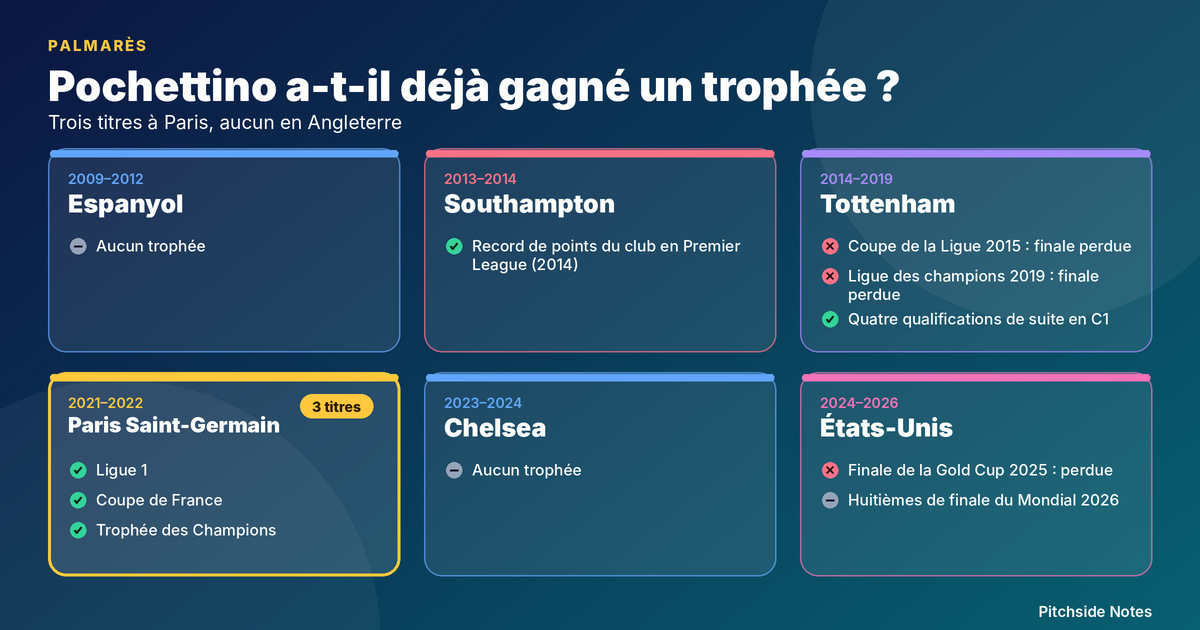 PALMARÈS
Pochettino a-t-il déjà gagné un trophée ?
Trois titres à Paris, aucun en Angleterre
2009–2012
Espanyol
Aucun trophée
2013–2014
Southampton
Record de points du club en Premier
League (2014)
2014–2019
Tottenham
Coupe de la Ligue 2015 : finale perdue
Ligue des champions 2019 : finale
perdue
Quatre qualifications de suite en C1
2021–2022
Paris Saint-Germain
3 titres
Ligue 1
Coupe de France
Trophée des Champions
2023–2024
Chelsea
Aucun trophée
2024–2026
États-Unis
Finale de la Gold Cup 2025 : perdue
Huitièmes de finale du Mondial 2026
Pitchside Notes